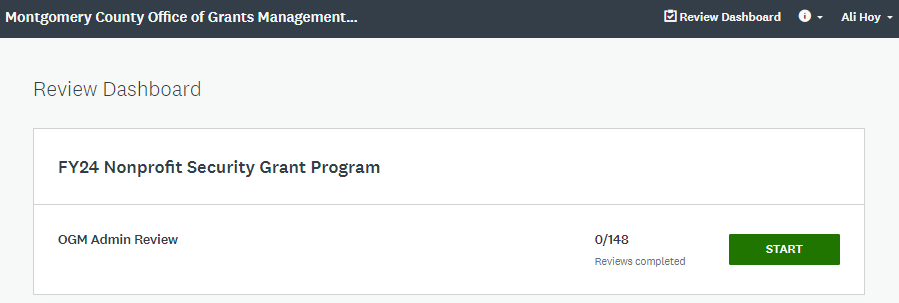 Montgomery County Office of Grants Management... Review Dashboard Ali Hoy
Review Dashboard
FY24 Nonprofit Security Grant Program
OGM Admin Review 0/148 START
Reviews completed